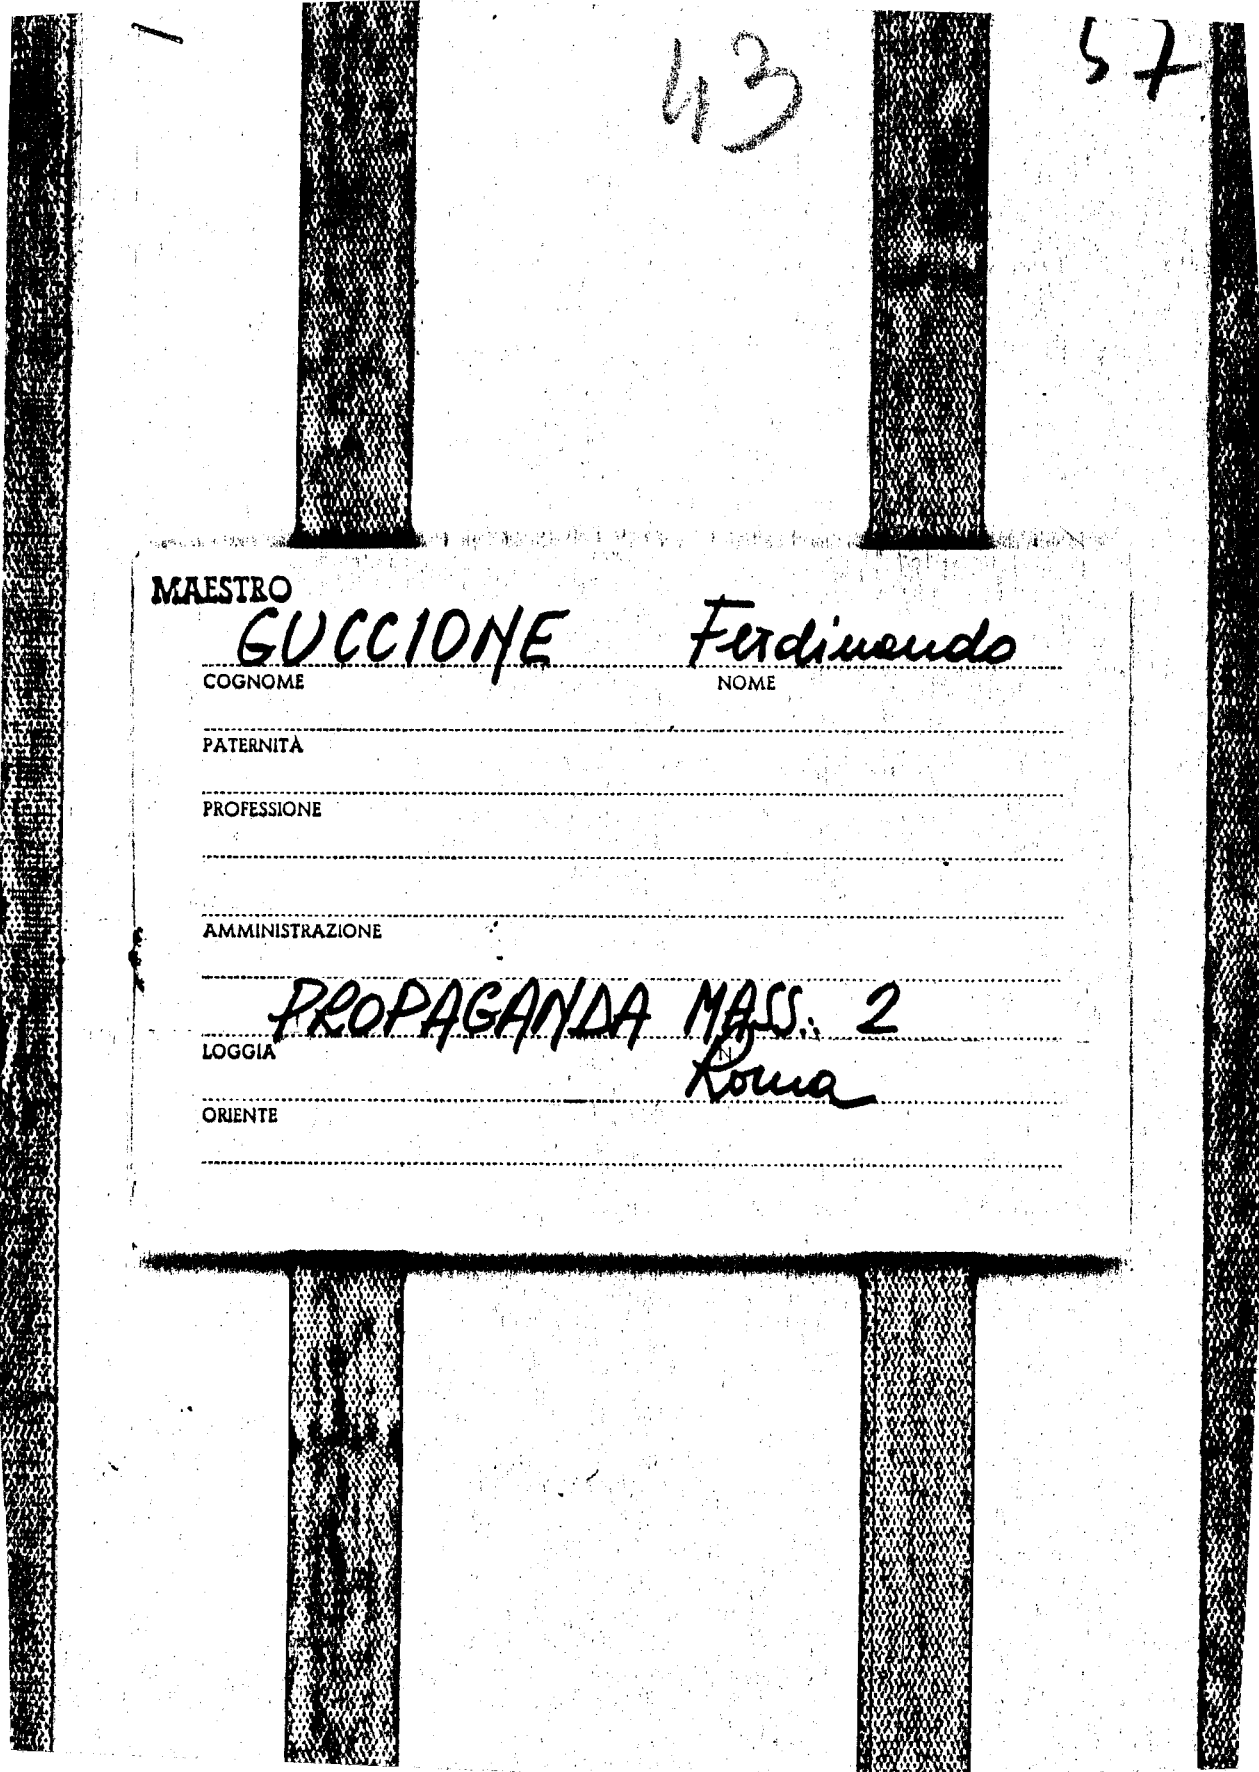 43
57
MAESTRO
GUCCIONE Ferdinando
COGNOME NOME
PATERNITÀ
PROFESSIONE
AMMINISTRAZIONE
PROPAGANDA MASS∴ 2
LOGGIA N
Roma
ORIENTE